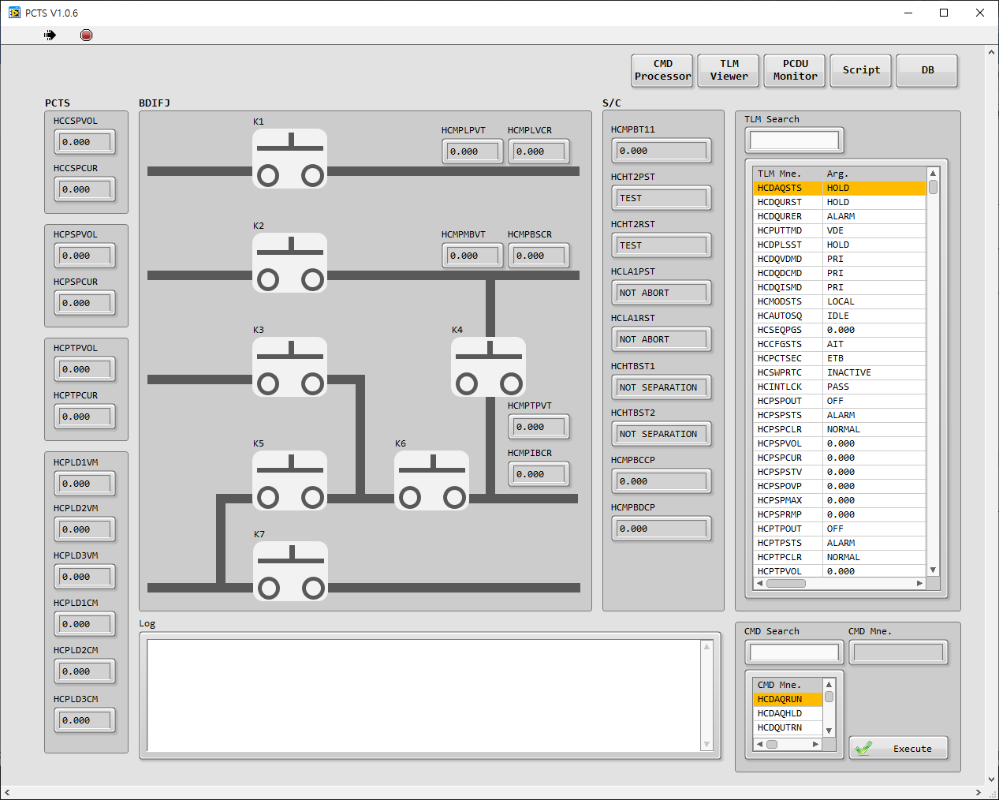 PCTS V1.0.6
CMD Processor
TLM Viewer
PCDU Monitor
Script
DB
PCTS
HCCSPVOL
0.000
HCCSPCUR
0.000
HCPSPVOL
0.000
HCPSPCUR
0.000
HCPTPVOL
0.000
HCPTPCUR
0.000
HCPLD1VM
0.000
HCPLD2VM
0.000
HCPLD3VM
0.000
HCPLD1CM
0.000
HCPLD2CM
0.000
HCPLD3CM
0.000
BDIFJ
K1
HCMPLPVT HCMPLVCR
0.000 0.000
K2
HCMPMBVT HCMPBSCR
0.000 0.000
K3
K4
HCMPTPVT
0.000
K5
K6
HCMPIBCR
0.000
K7
S/C
HCMPBT11
0.000
HCHT2PST
TEST
HCHT2RST
TEST
HCLA1PST
NOT ABORT
HCLA1RST
NOT ABORT
HCHTBST1
NOT SEPARATION
HCHTBST2
NOT SEPARATION
HCMPBCCP
0.000
HCMPBDCP
0.000
TLM Search
TLM Mne. Arg.
HCDAQSTS HOLD
HCDQURST HOLD
HCDQURER ALARM
HCPUTTMD VDE
HCDPLSST HOLD
HCDQVDMD PRI
HCDQDCMD PRI
HCDQISMD PRI
HCMODSTS LOCAL
HCAUTOSQ IDLE
HCSEQPGS 0.000
HCCFGSTS AIT
HCPCTSEC ETB
HCSWPRTC INACTIVE
HCINTLCK PASS
HCPSPOUT OFF
HCPSPSTS ALARM
HCPSPCLR NORMAL
HCPSPVOL 0.000
HCPSPCUR 0.000
HCPSPSTV 0.000
HCPSPOVP 0.000
HCPSPMAX 0.000
HCPSPRMP 0.000
HCPTPOUT OFF
HCPTPSTS ALARM
HCPTPCLR NORMAL
HCPTPVOL 0.000
Log
CMD Search
CMD Mne.
CMD Mne.
HCDAQRUN
HCDAQHLD
HCDQUTRN
Execute